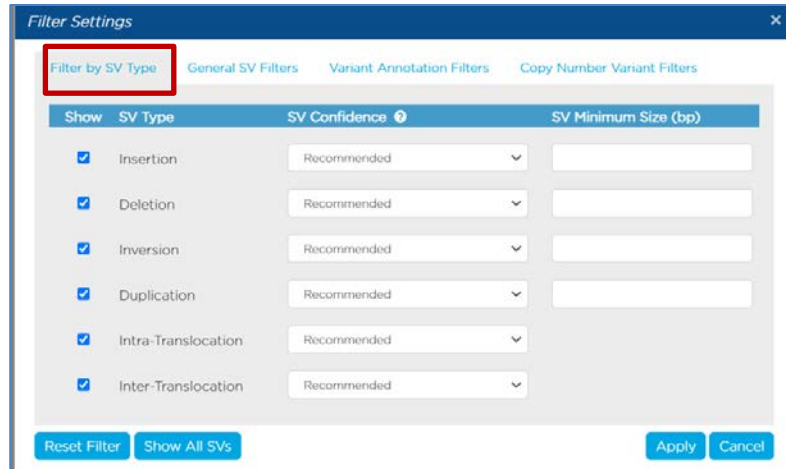 Filter Settings ×
Filter by SV Type General SV Filters Variant Annotation Filters Copy Number Variant Filters
Show SV Type SV Confidence ? SV Minimum Size (bp)
Insertion Recommended
Deletion Recommended
Inversion Recommended
Duplication Recommended
Intra-Translocation Recommended
Inter-Translocation Recommended
Reset Filter Show All SVs Apply Cancel